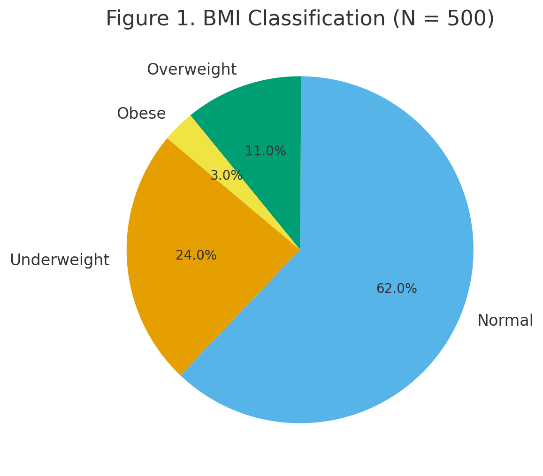 Figure 1. BMI Classification (N = 500)
Overweight
Obese
11.0%
3.0%
24.0%
Underweight
62.0%
Normal